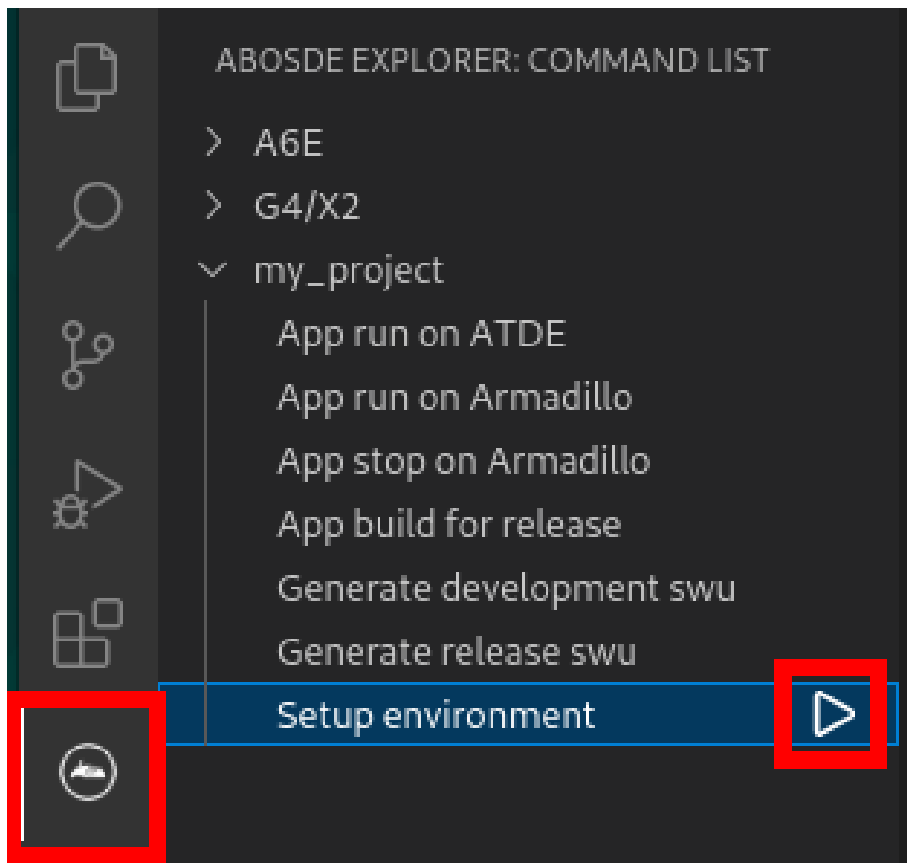 ABOSDE EXPLORER: COMMAND LIST
A6E
G4/X2
my_project
App run on ATDE
App run on Armadillo
App stop on Armadillo
App build for release
Generate development swu
Generate release swu
Setup environment